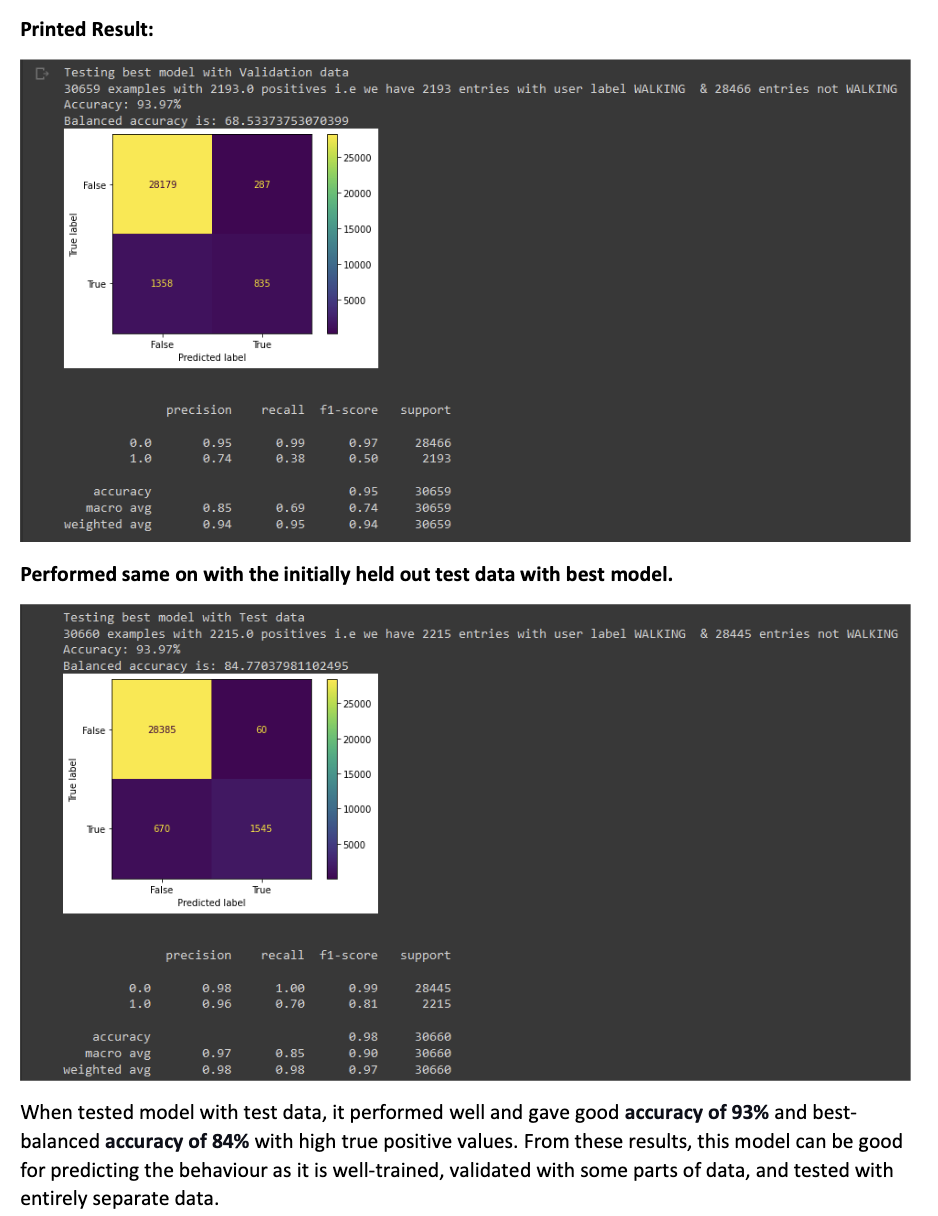 Printed Result:
Testing best model with Validation data
30659 examples with 2193.0 positives i.e we have 2193 entries with user label WALKING & 28466 entries not WALKING
Accuracy: 93.97%
Balanced accuracy is: 68.53373753070399
25000
False 28179 287
20000
True label
15000
10000
True 1358 835
5000
False True
Predicted label
precision recall f1-score support
0.0 0.95 0.99 0.97 28466
1.0 0.74 0.38 0.50 2193
accuracy 0.95 30659
macro avg 0.85 0.69 0.74 30659
weighted avg 0.94 0.95 0.94 30659
Performed same on with the initially held out test data with best model.
Testing best model with Test data
30660 examples with 2215.0 positives i.e we have 2215 entries with user label WALKING & 28445 entries not WALKING
Accuracy: 93.97%
Balanced accuracy is: 84.77037981102495
25000
False 28385 60
20000
True label
15000
10000
True 670 1545
5000
False True
Predicted label
precision recall f1-score support
0.0 0.98 1.00 0.99 28445
1.0 0.96 0.70 0.81 2215
accuracy 0.98 30660
macro avg 0.97 0.85 0.90 30660
weighted avg 0.98 0.98 0.97 30660
When tested model with test data, it performed well and gave good accuracy of 93% and best-
balanced accuracy of 84% with high true positive values. From these results, this model can be good
for predicting the behaviour as it is well-trained, validated with some parts of data, and tested with
entirely separate data.